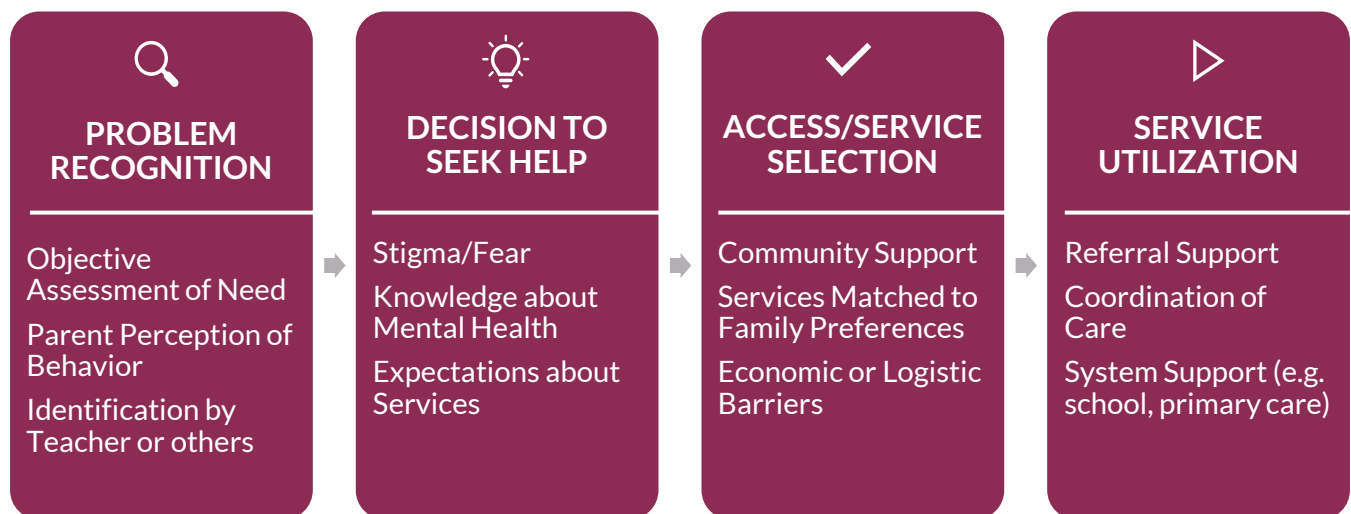 PROBLEM
RECOGNITION
Objective
Assessment of Need
Parent Perception of
Behavior
Identification by
Teacher or others
DECISION TO
SEEK HELP
Stigma/Fear
Knowledge about
Mental Health
Expectations about
Services
ACCESS/SERVICE
SELECTION
Community Support
Services Matched to
Family Preferences
Economic or Logistic
Barriers
SERVICE
UTILIZATION
Referral Support
Coordination of
Care
System Support (e.g.
school, primary care)